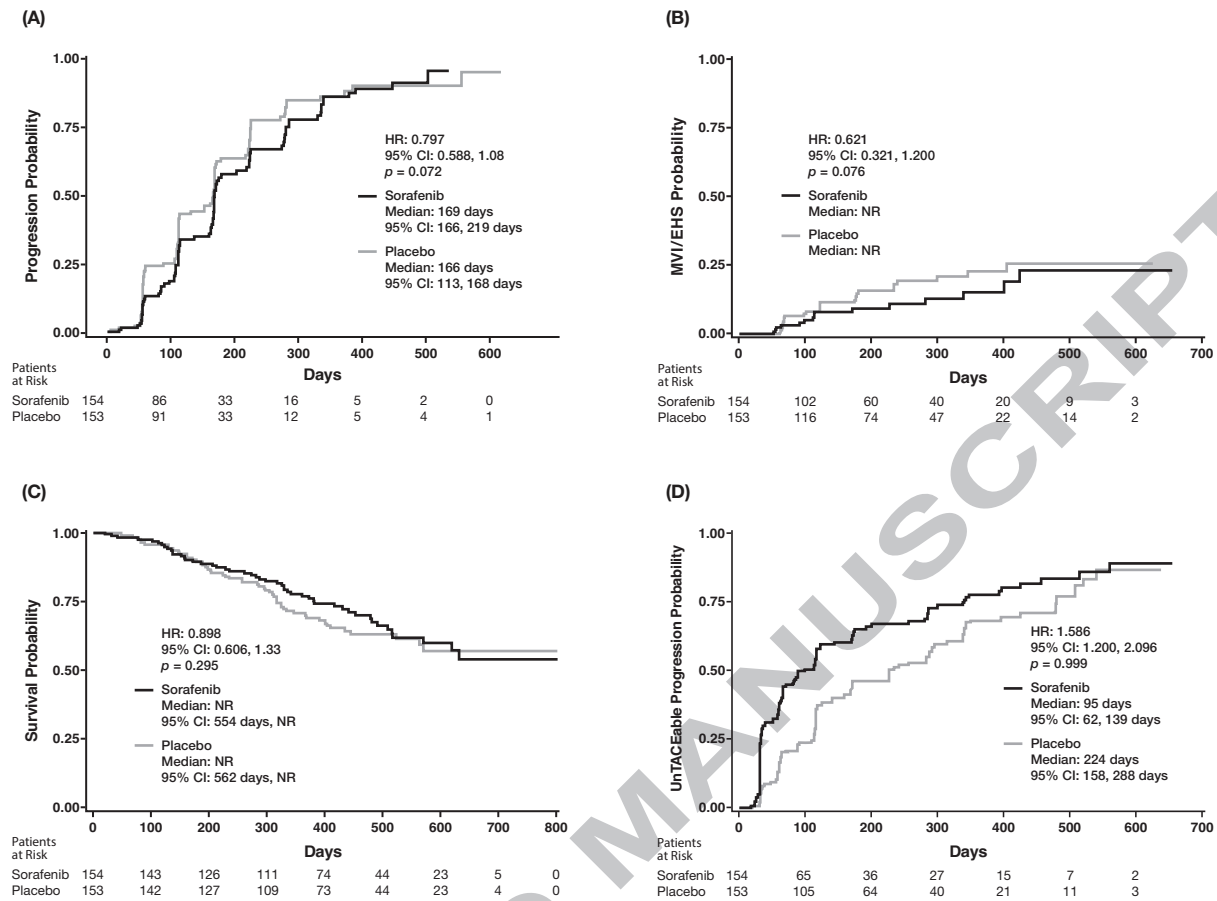 (A)
1.00
0.75
0.50
0.25
0.00
Progression Probability
HR: 0.797
95% CI: 0.588, 1.08
p = 0.072
Sorafenib
Median: 169 days
95% CI: 166, 219 days
Placebo
Median: 166 days
95% CI: 113, 168 days
0 100 200 300 400 500 600
Days
Patients
at Risk
Sorafenib 154 86 33 16 5 2 0
Placebo 153 91 33 12 5 4 1
(B)
1.00
0.75
0.50
0.25
0.00
MVI/EHS Probability
HR: 0.621
95% CI: 0.321, 1.200
p = 0.076
Sorafenib
Median: NR
Placebo
Median: NR
0 100 200 300 400 500 600 700
Days
Patients
at Risk
Sorafenib 154 102 60 40 20 9 3
Placebo 153 116 74 47 22 14 2
(C)
1.00
0.75
0.50
0.25
0.00
Survival Probability
HR: 0.898
95% CI: 0.606, 1.33
p = 0.295
Sorafenib
Median: NR
95% CI: 554 days, NR
Placebo
Median: NR
95% CI: 562 days, NR
0 100 200 300 400 500 600 700 800
Days
Patients
at Risk
Sorafenib 154 143 126 111 74 44 23 5 0
Placebo 153 142 127 109 73 44 23 4 0
(D)
1.00
0.75
0.50
0.25
0.00
UnTACEable Progression Probability
HR: 1.586
95% CI: 1.200, 2.096
p = 0.999
Sorafenib
Median: 95 days
95% CI: 62, 139 days
Placebo
Median: 224 days
95% CI: 158, 288 days
0 100 200 300 400 500 600 700
Days
Patients
at Risk
Sorafenib 154 65 36 27 15 7 2
Placebo 153 105 64 40 21 11 3
MANUSCRIPT